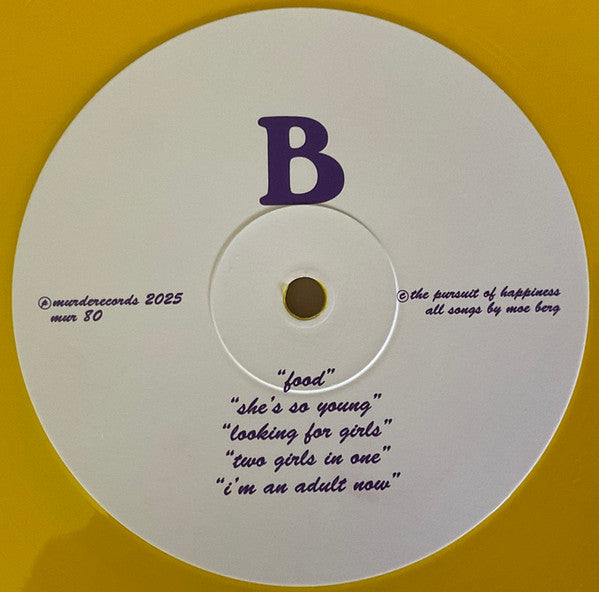 B
℗murderecords 2025
mur 80
©the pursuit of happiness
all songs by moe berg
“food”
“she’s so young”
“looking for girls”
“two girls in one”
“i’m an adult now”